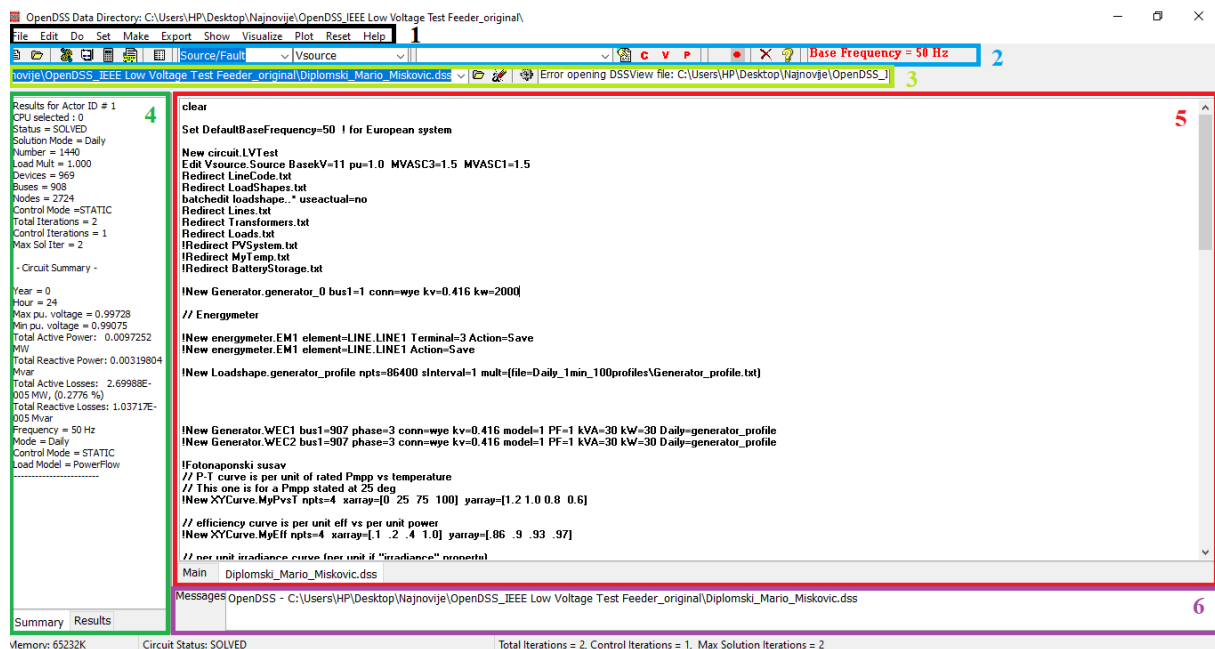 OpenDSS Data Directory: C:\Users\HP\Desktop\Najnovije\OpenDSS_IEEE Low Voltage Test Feeder_original\
File Edit Do Set Make Export Show Visualize Plot Reset Help
1
Source/Fault Vsource C V P Base Frequency = 50 Hz
2
novije\OpenDSS_IEEE Low Voltage Test Feeder_original\Diplomski_Mario_Miskovic.dss Error opening DSSView file: C:\Users\HP\Desktop\Najnovije\OpenDSS_
3
Results for Actor ID # 1
CPU selected : 0
Status = SOLVED
Solution Mode = Daily
Number = 1440
Load Mult = 1.000
Devices = 969
Buses = 908
Nodes = 2724
Control Mode =STATIC
Total Iterations = 2
Control Iterations = 1
Max Sol Iter = 2
- Circuit Summary -
Year = 0
Hour = 24
Max pu. voltage = 0.99728
Min pu. voltage = 0.99075
Total Active Power: 0.0097252
MW
Total Reactive Power: 0.00319804
Mvar
Total Active Losses: 2.69988E-
005 MW, (0.2776 %)
Total Reactive Losses: 1.03717E-
005 Mvar
Frequency = 50 Hz
Mode = Daily
Control Mode = STATIC
Load Model = PowerFlow
------------------------
4
Summary Results
clear
Set DefaultBaseFrequency=50 ! for European system
New circuit.LVTest
Edit Vsource.Source BasekV=11 pu=1.0 MVASC3=1.5 MVASC1=1.5
Redirect LineCode.txt
Redirect LoadShapes.txt
batchedit loadshape..* useactual=no
Redirect Lines.txt
Redirect Transformers.txt
Redirect Loads.txt
!Redirect PVSystem.txt
!Redirect MyTemp.txt
!Redirect BatteryStorage.txt
!New Generator.generator_0 bus1=1 conn=wye kv=0.416 kw=2000
// Energymeter
!New energymeter.EM1 element=LINE.LINE1 Terminal=3 Action=Save
!New energymeter.EM1 element=LINE.LINE1 Action=Save
!New Loadshape.generator_profile npts=86400 sInterval=1 mult=(file=Daily_1min_100profiles\Generator_profile.txt)
!New Generator.WEC1 bus1=907 phase=3 conn=wye kv=0.416 model=1 PF=1 kVA=30 kW=30 Daily=generator_profile
!New Generator.WEC2 bus1=907 phase=3 conn=wye kv=0.416 model=1 PF=1 kVA=30 kW=30 Daily=generator_profile
!Fotonaponski susav
// P-T curve is per unit of rated Pmpp vs temperature
// This one is for a Pmpp stated at 25 deg
!New XYCurve.MyPvsT npts=4 xarray=[0 25 75 100] yarray=[1.2 1.0 0.8 0.6]
// efficiency curve is per unit eff vs per unit power
!New XYCurve.MyEff npts=4 xarray=[.1 .2 .4 1.0] yarray=[.86 .9 .93 .97]
// per unit irradiance curve (per unit if "irradiance" property)
5
Main Diplomski_Mario_Miskovic.dss
Messages OpenDSS - C:\Users\HP\Desktop\Najnovije\OpenDSS_IEEE Low Voltage Test Feeder_original\Diplomski_Mario_Miskovic.dss
6
Memory: 65232K Circuit Status: SOLVED Total Iterations = 2, Control Iterations = 1, Max Solution Iterations = 2